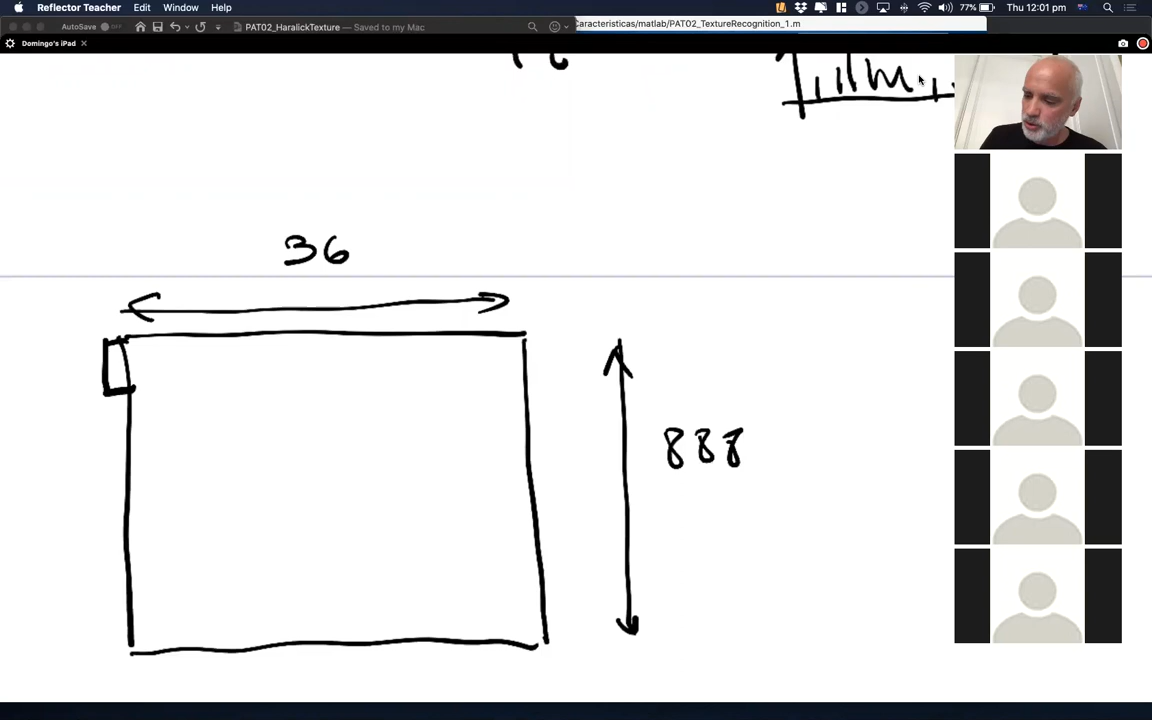 Reflector Teacher Edit Window Help 77% Thu 12:01 PM
AutoSave OFF PAT02_HaralickTexture — Saved to my Mac
Caracteristicas/matlab/PAT02_TextureRecognition_1.m
Domingo's iPad
36
888